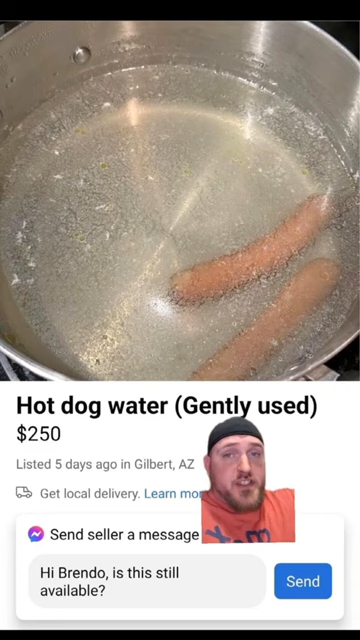 Hot dog water (Gently used)
$250
Listed 5 days ago in Gilbert, AZ
Get local delivery. Learn
Send seller a message
Hi Brendo, is this still
available?
Send